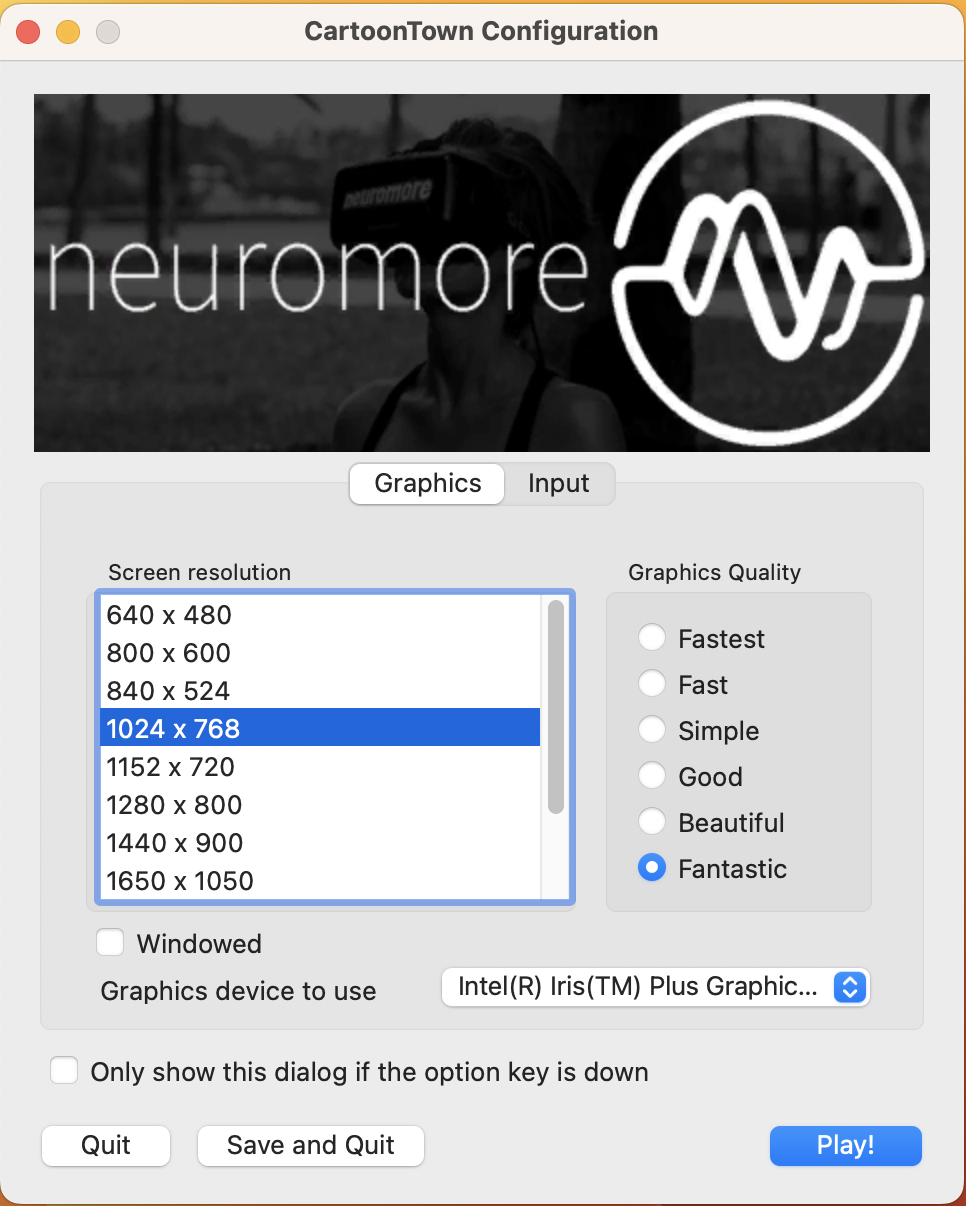 CartoonTown Configuration
neuromore
neuromore
Graphics
Input
Screen resolution
640 x 480
800 x 600
840 x 524
1024 x 768
1152 x 720
1280 x 800
1440 x 900
1650 x 1050
Graphics Quality
Fastest
Fast
Simple
Good
Beautiful
Fantastic
Windowed
Graphics device to use
Intel(R) Iris(TM) Plus Graphic...
Only show this dialog if the option key is down
Quit
Save and Quit
Play!